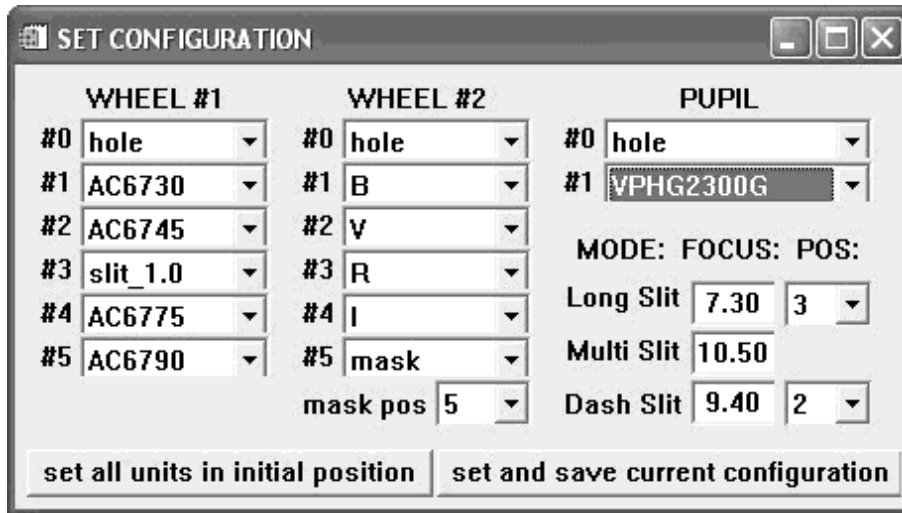 SET CONFIGURATION
WHEEL #1 WHEEL #2 PUPIL
#0 hole #0 hole #0 hole
#1 AC6730 #1 B #1 VPHG2300G
#2 AC6745 #2 V
MODE: FOCUS: POS:
#3 slit_1.0 #3 R
Long Slit 7.30 3
#4 AC6775 #4 I
#5 AC6790 #5 mask Multi Slit 10.50
mask pos 5 Dash Slit 9.40 2
set all units in initial position set and save current configuration